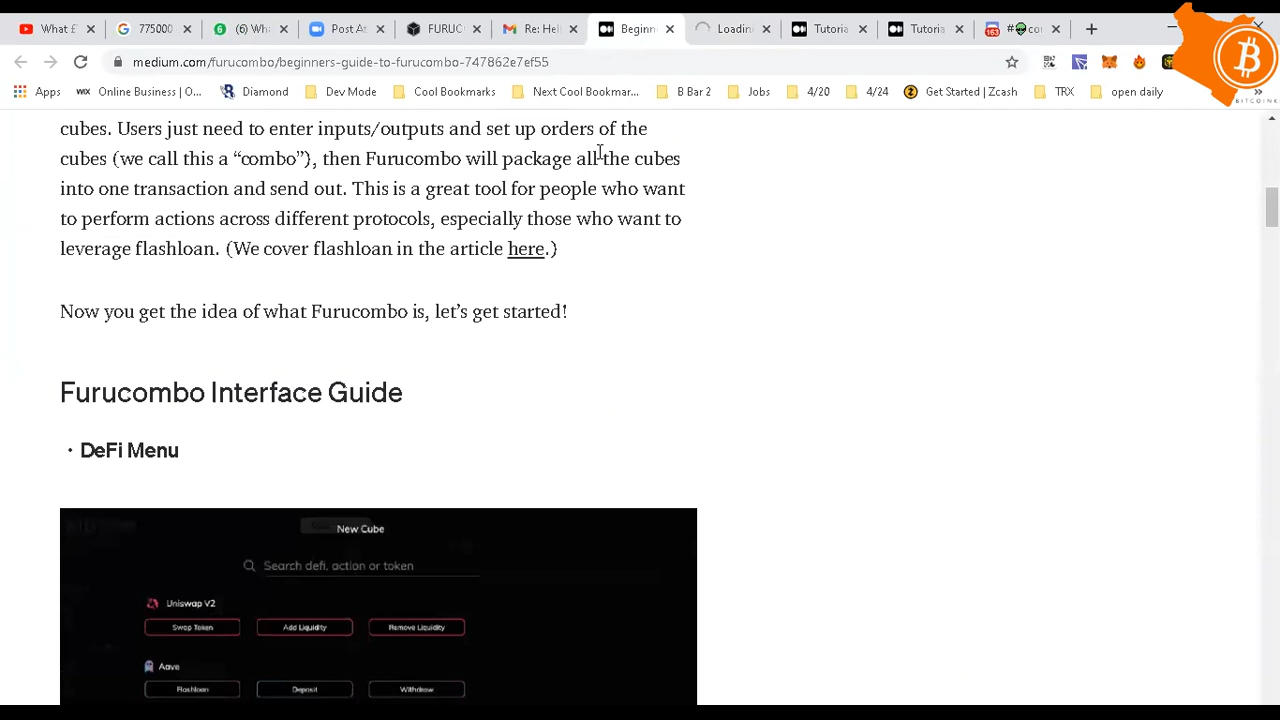 What £
77500
(Wh
Post A
FURUC
Re
Beginn
Loadin
Tutoria
Tutoria
163
#
co
medium.com/furucombo/beginners-guide-to-furucombo-747862e7ef55
Apps
WIX Online Business | O...
Diamond
Dev Mode
Cool Bookmarks
New Cool Bookmar...
B Bar 2
Jobs
4/20
4/24
Get Started | Zcash
TRX
open daily
BITCOINKE
cubes. Users just need to enter inputs/outputs and set up orders of the
cubes (we call this a “combo”), then Furucombo will package all the cubes
into one transaction and send out. This is a great tool for people who want
to perform actions across different protocols, especially those who want to
leverage flashloan. (We cover flashloan in the article here.)
Now you get the idea of what Furucombo is, let’s get started!
Furucombo Interface Guide
• DeFi Menu
New Cube
Search defi, action or token
Uniswap V2
Swap Token
Add Liquidity
Remove Liquidity
Aave
Flashloan
Deposit
Withdraw